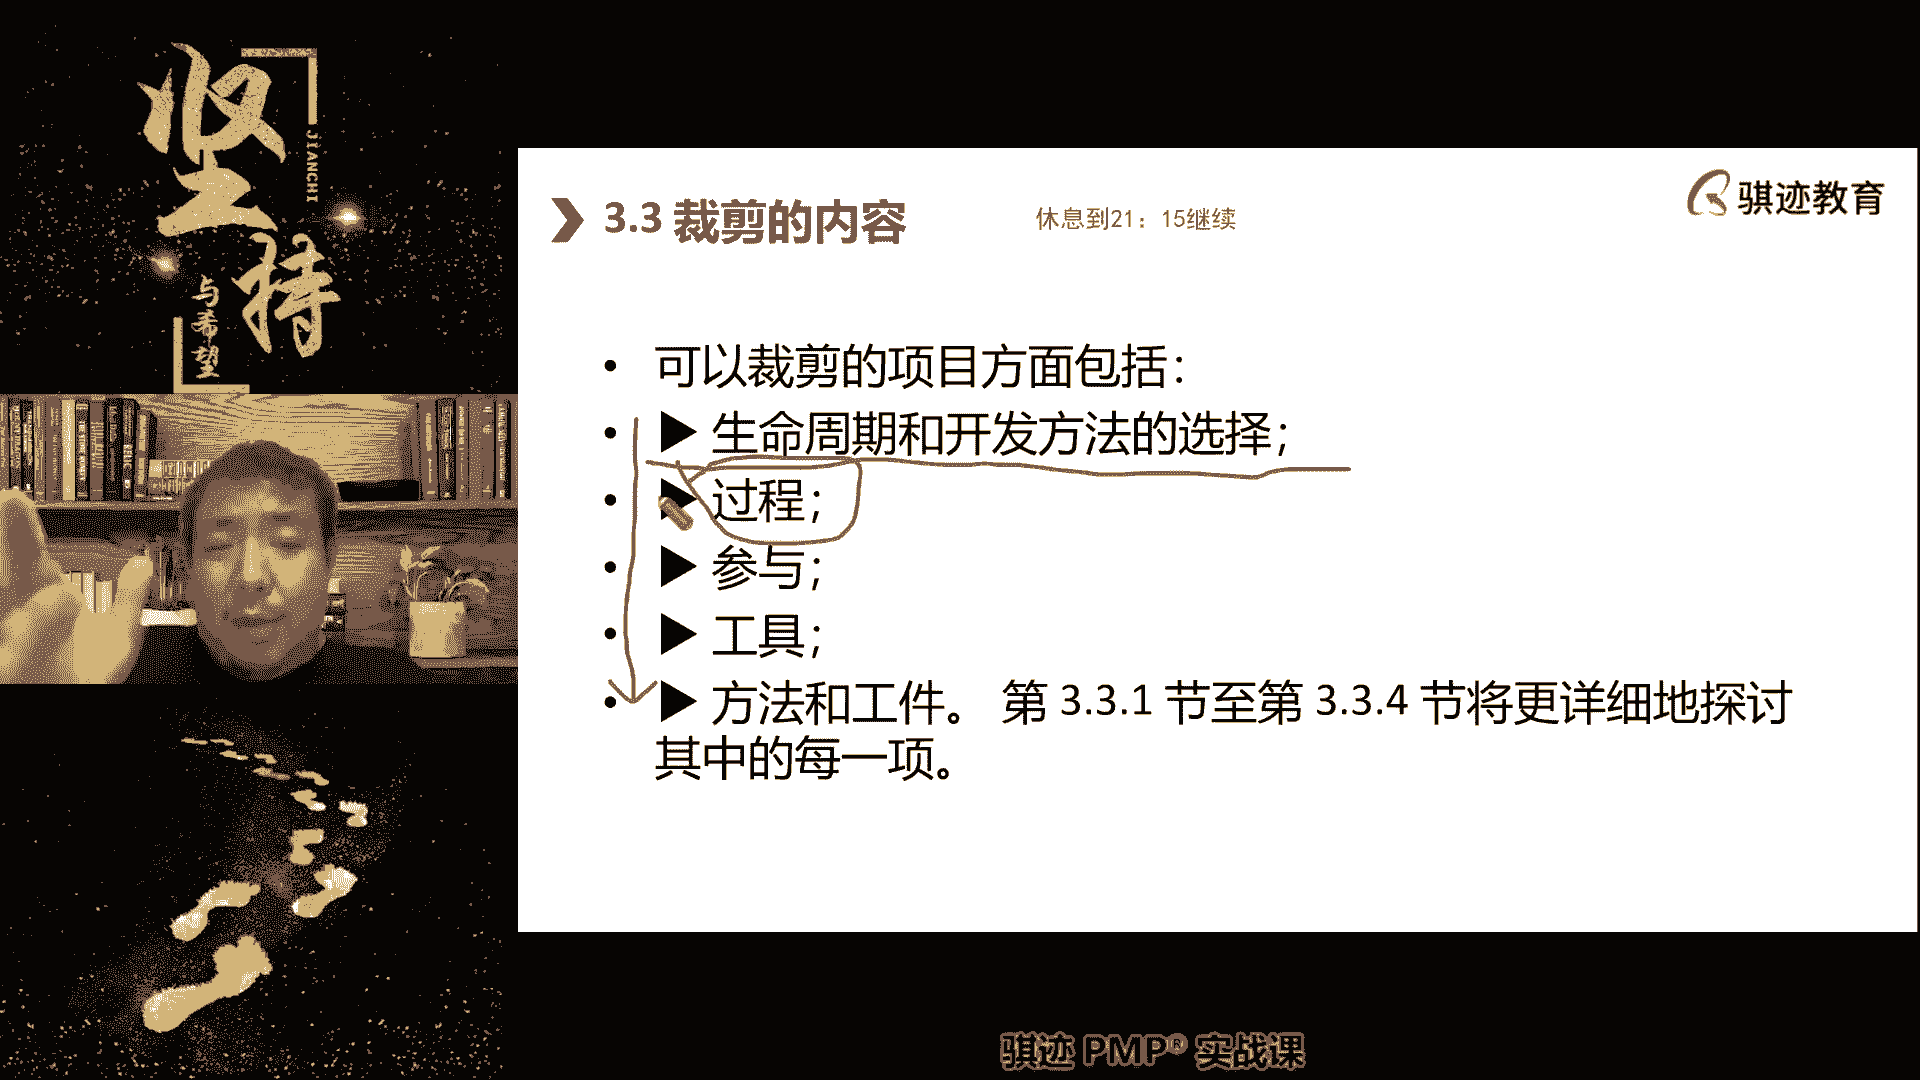 坚持
JIANCHI
与希望
骐迹教育
3.3 裁剪的内容
休息到21：15继续
• 可以裁剪的项目方面包括：
• ▶ 生命周期和开发方法的选择；
• ▶ 过程；
• ▶ 参与；
• ▶ 工具；
• ▶ 方法和工件。 第 3.3.1 节至第 3.3.4 节将更详细地探讨
其中的每一项。
骐迹 PMP® 实战课